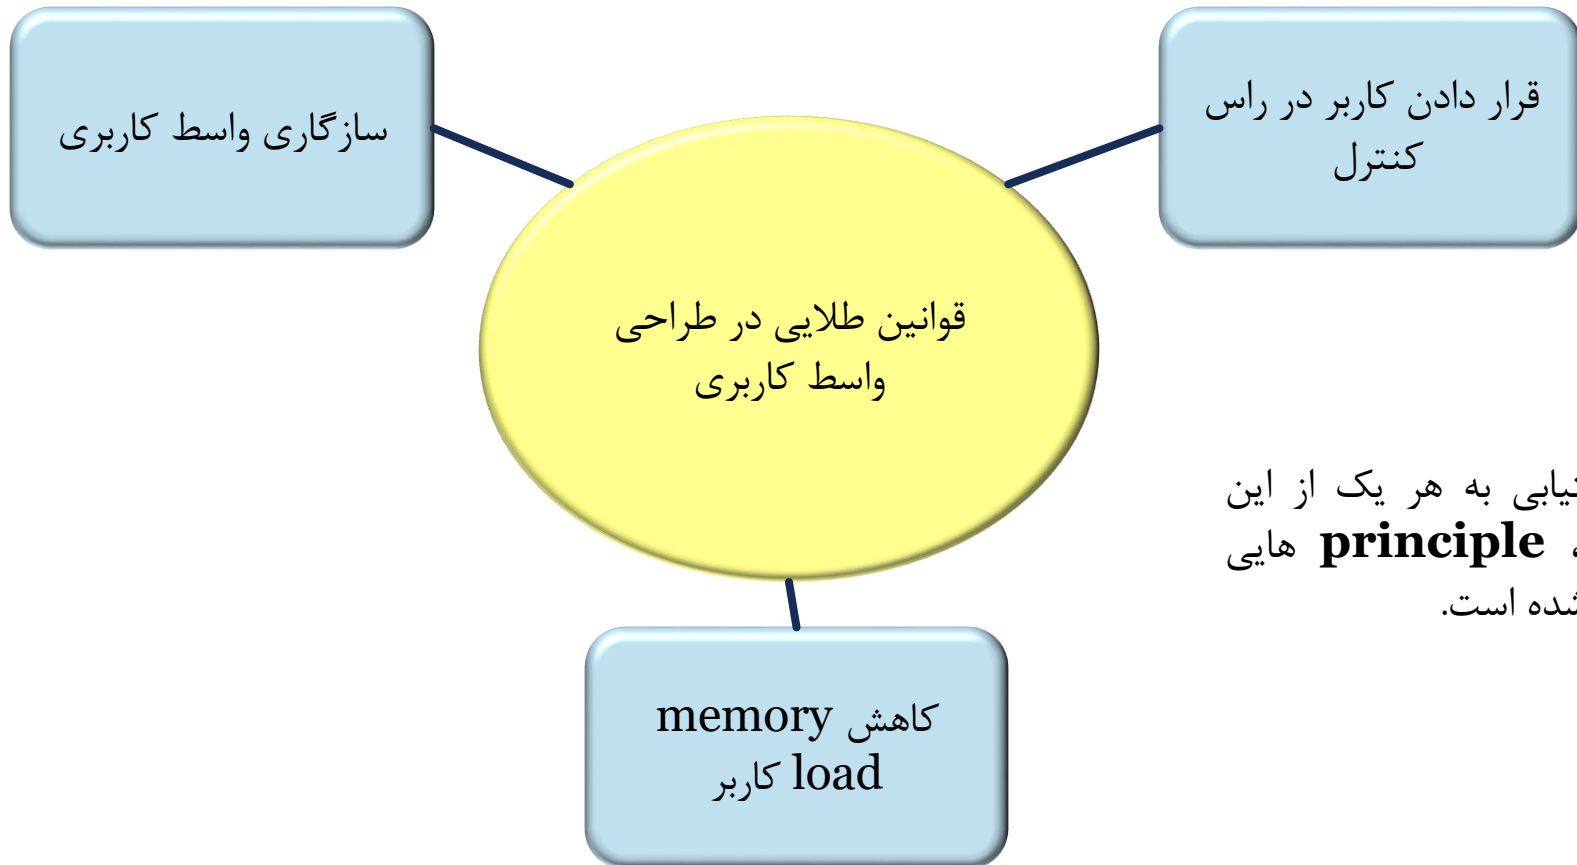 قرار دادن کاربر در راس
کنترل
سازگاری واسط کاربری
قوانین طلایی در طراحی
واسط کاربری
به هر یک از این
principle هایی
است.
کاهش memory
load کاربر